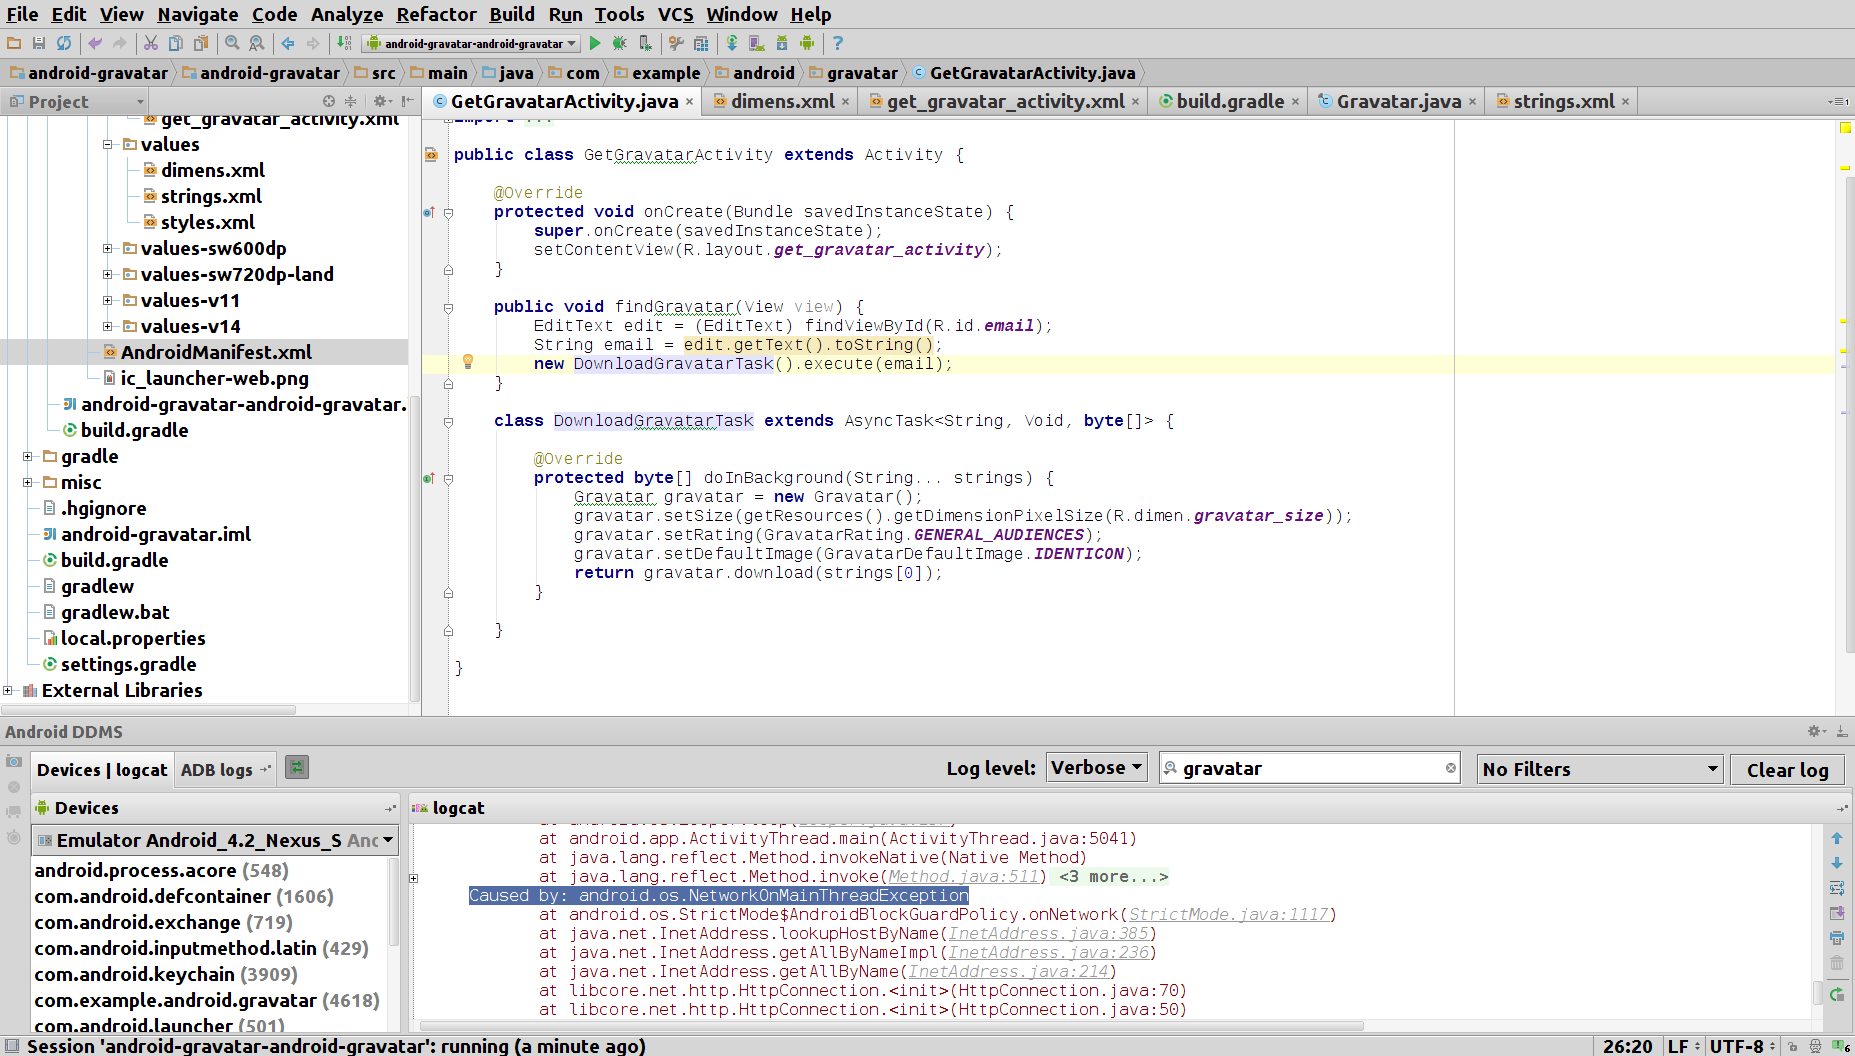 File Edit View Navigate Code Analyze Refactor Build Run Tools VCS Window Help
android-gravatar-android-gravatar
android-gravatar android-gravatar src main java com example android gravatar GetGravatarActivity.java
Project
GetGravatarActivity.java dimens.xml get_gravatar_activity.xml build.gradle Gravatar.java strings.xml
get_gravatar_activity.xml
values
dimens.xml
strings.xml
styles.xml
values-sw600dp
values-sw720dp-land
values-v11
values-v14
AndroidManifest.xml
ic_launcher-web.png
android-gravatar-android-gravatar.
build.gradle
gradle
misc
.hgignore
android-gravatar.iml
build.gradle
gradlew
gradlew.bat
local.properties
settings.gradle
External Libraries
import ...
public class GetGravatarActivity extends Activity {
@Override
protected void onCreate(Bundle savedInstanceState) {
super.onCreate(savedInstanceState);
setContentView(R.layout.get_gravatar_activity);
}
public void findGravatar(View view) {
EditText edit = (EditText) findViewById(R.id.email);
String email = edit.getText().toString();
new DownloadGravatarTask().execute(email);
}
class DownloadGravatarTask extends AsyncTask<String, Void, byte[]> {
@Override
protected byte[] doInBackground(String... strings) {
Gravatar gravatar = new Gravatar();
gravatar.setSize(getResources().getDimensionPixelSize(R.dimen.gravatar_size));
gravatar.setRating(GravatarRating.GENERAL_AUDIENCES);
gravatar.setDefaultImage(GravatarDefaultImage.IDENTICON);
return gravatar.download(strings[0]);
}
}
}
Android DDMS
Devices | logcat ADB logs
Log level: Verbose gravatar No Filters Clear log
Devices
Emulator Android_4.2_Nexus_S And
android.process.acore (548)
com.android.defcontainer (1606)
com.android.exchange (719)
com.android.inputmethod.latin (429)
com.android.keychain (3909)
com.example.android.gravatar (4618)
com.android.launcher (501)
logcat
at android.app.ActivityThread.main(ActivityThread.java:5041)
at java.lang.reflect.Method.invokeNative(Native Method)
at java.lang.reflect.Method.invoke(Method.java:511) <3 more...>
Caused by: android.os.NetworkOnMainThreadException
at android.os.StrictMode$AndroidBlockGuardPolicy.onNetwork(StrictMode.java:1117)
at java.net.InetAddress.lookupHostByName(InetAddress.java:385)
at java.net.InetAddress.getAllByNameImpl(InetAddress.java:236)
at java.net.InetAddress.getAllByName(InetAddress.java:214)
at libcore.net.http.HttpConnection.<init>(HttpConnection.java:70)
at libcore.net.http.HttpConnection.<init>(HttpConnection.java:50)
Session 'android-gravatar-android-gravatar': running (a minute ago)
26:20 LF UTF-8 6